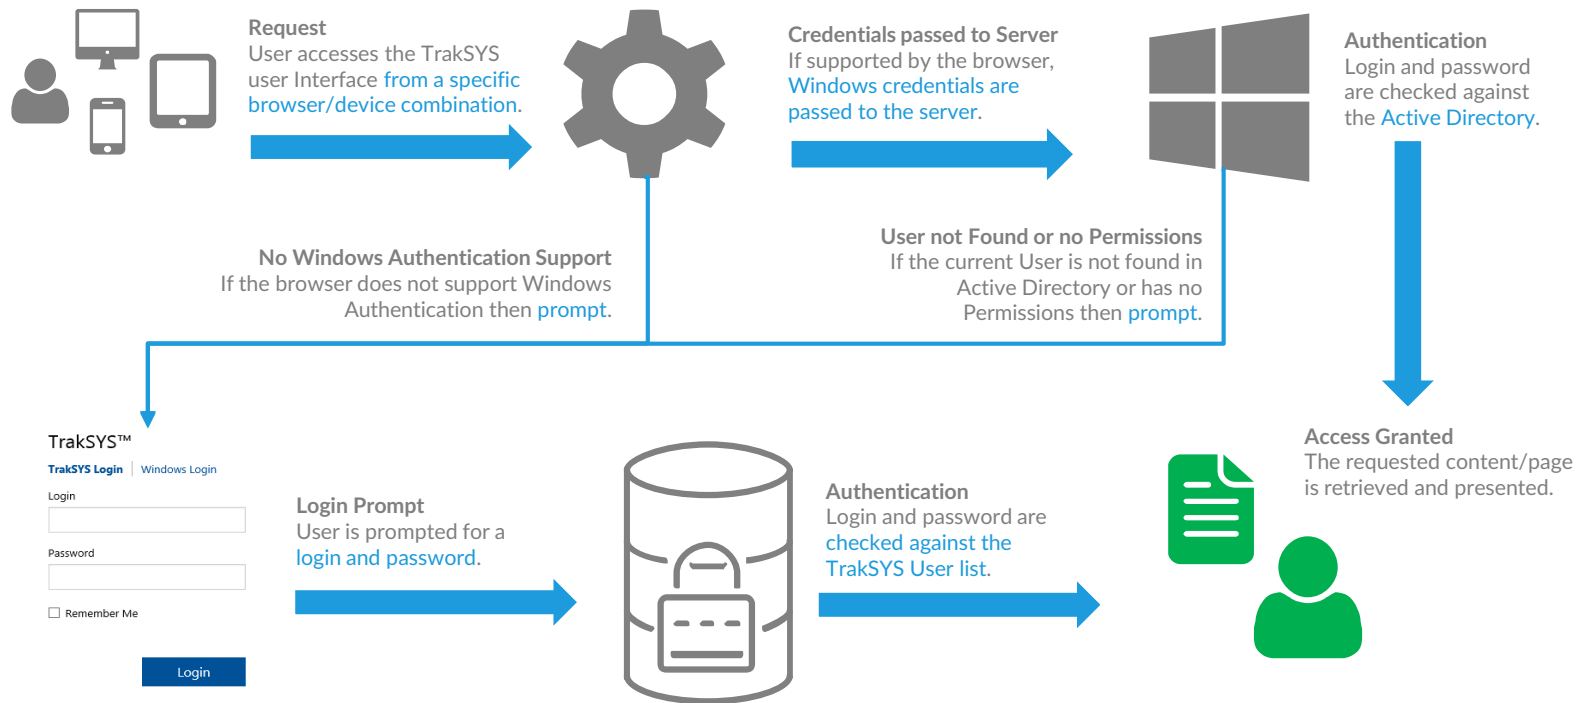 Request
User accesses the TrakSYS
user Interface from a specific
browser/device combination.
Credentials passed to Server
If supported by the browser,
Windows credentials are
passed to the server.
Authentication
Login and password
are checked against
the Active Directory.
No Windows Authentication Support
If the browser does not support Windows
Authentication then prompt.
User not Found or no Permissions
If the current User is not found in
Active Directory or has no
Permissions then prompt.
TrakSYS™
TrakSYS Login | Windows Login
Login
Password
Remember Me
Login
Login Prompt
User is prompted for a
login and password.
Authentication
Login and password are
checked against the
TrakSYS User list.
Access Granted
The requested content/page
is retrieved and presented.